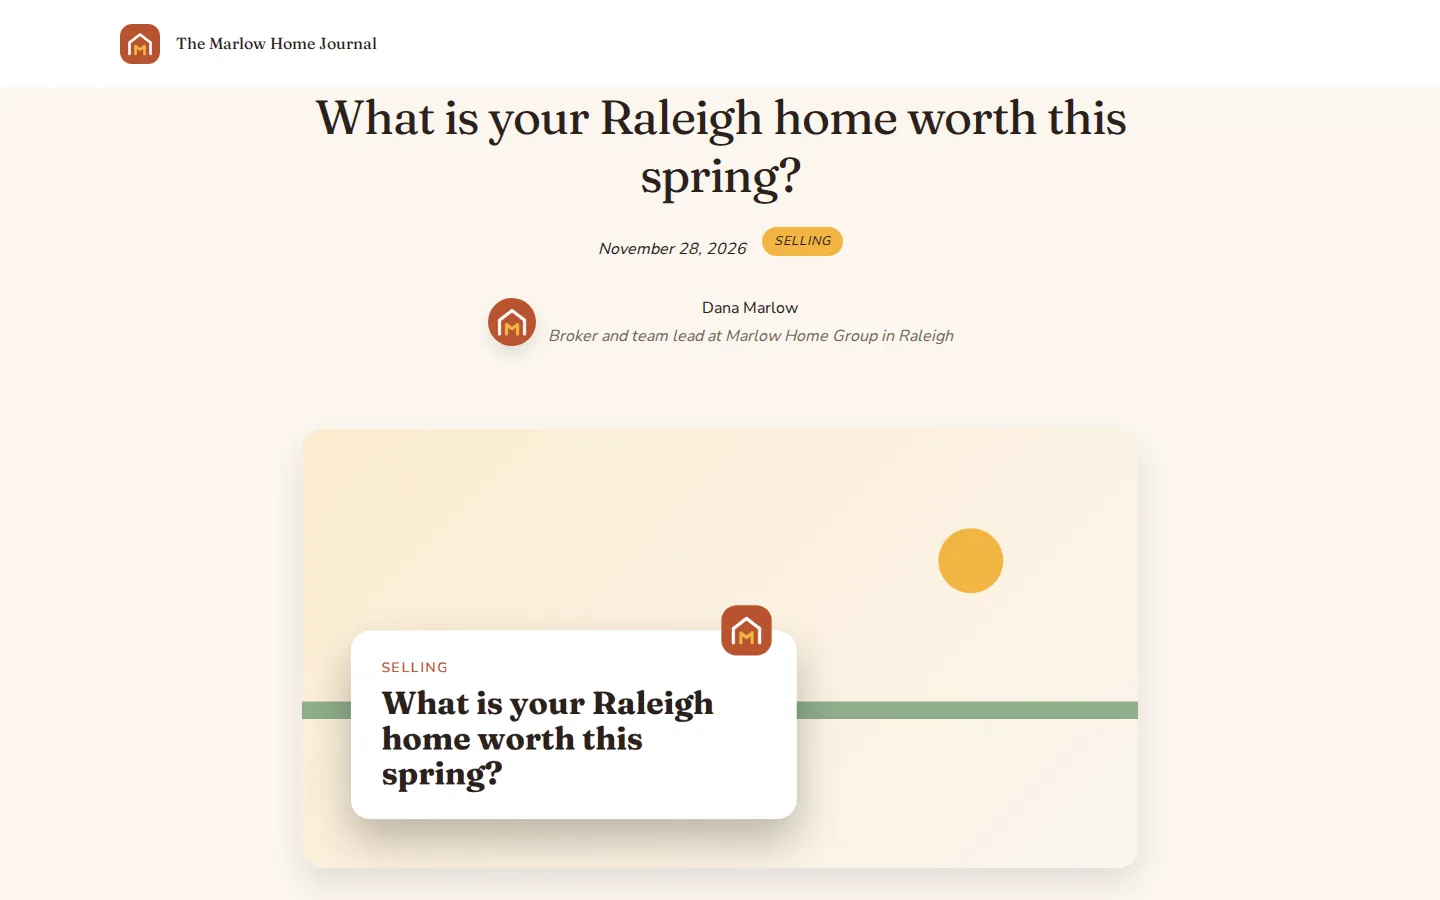 The Marlow Home Journal
What is your Raleigh home worth this
spring?
November 28, 2026
SELLING
Dana Marlow
Broker and team lead at Marlow Home Group in Raleigh
SELLING
What is your Raleigh
home worth this
spring?